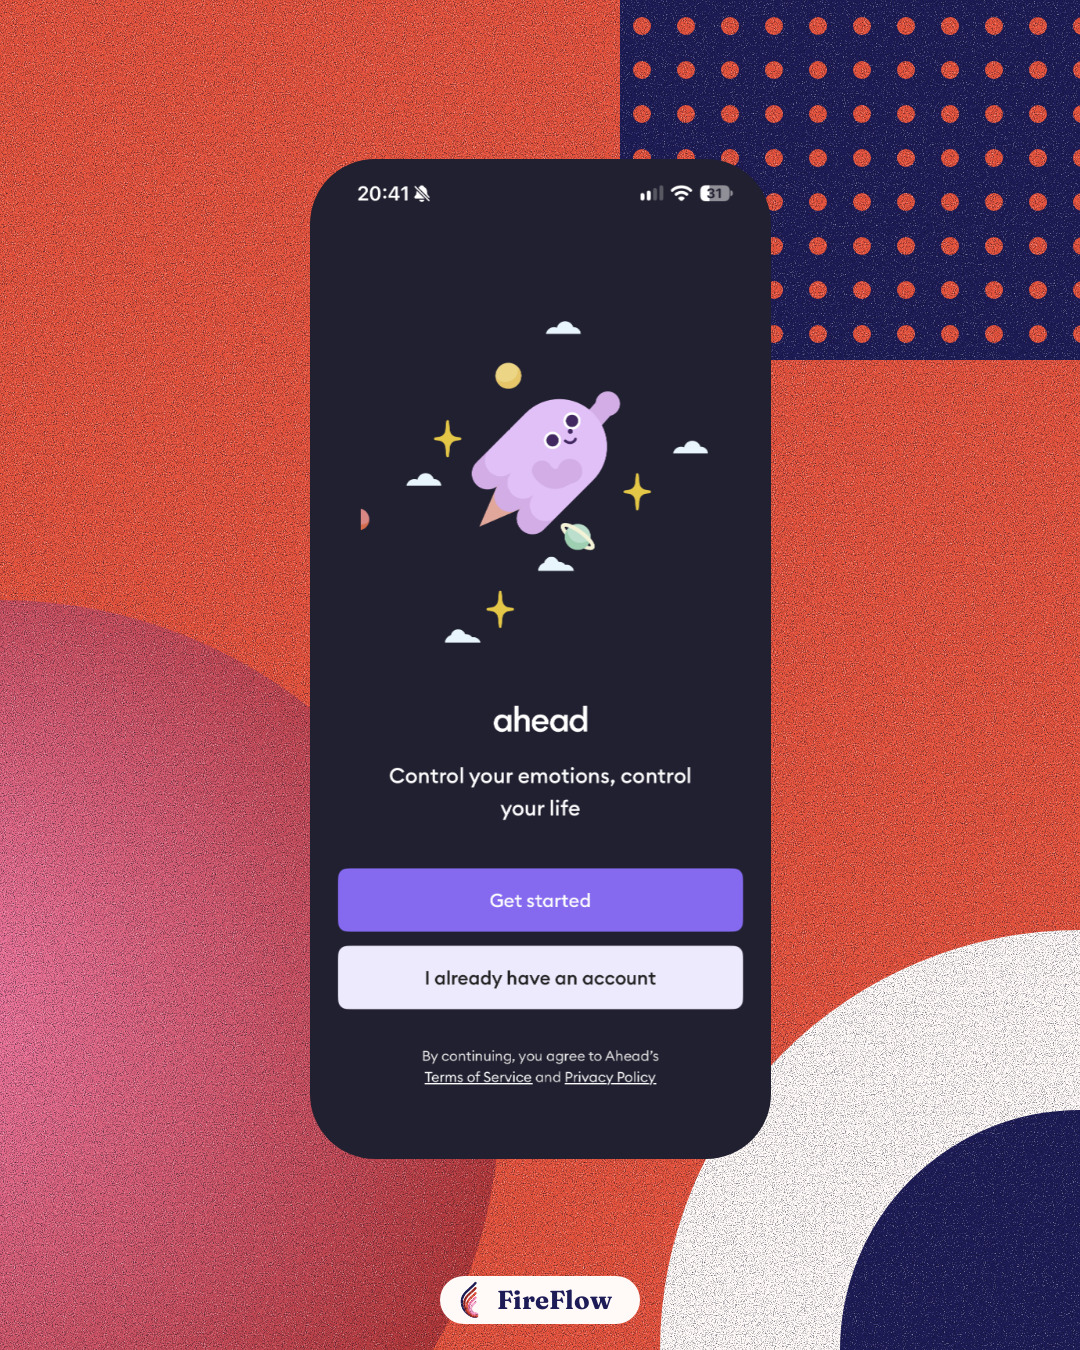 20:41
31
ahead
Control your emotions, control
your life
Get started
I already have an account
By continuing, you agree to Ahead's
Terms of Service and Privacy Policy
FireFlow